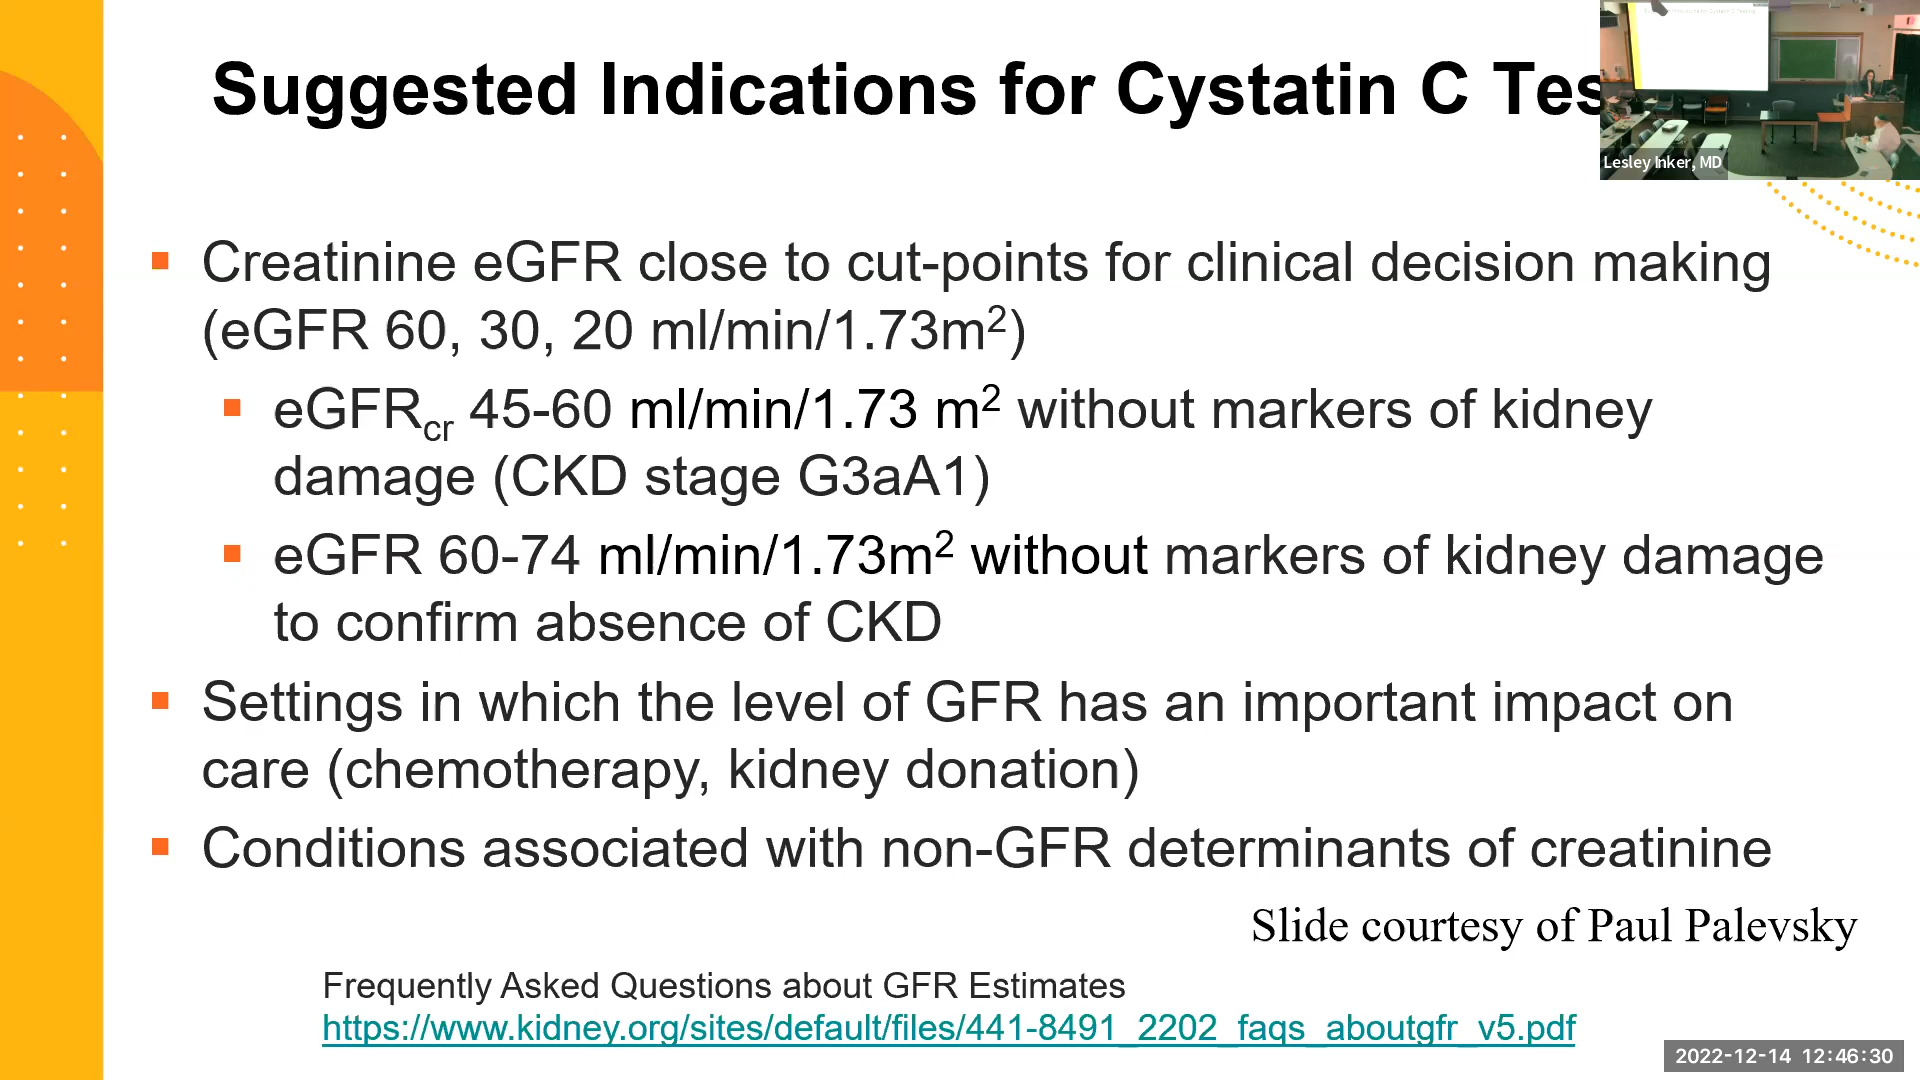 Suggested Indications for Cystatin C Tes
Lesley Inker, MD
Creatinine eGFR close to cut-points for clinical decision making
(eGFR 60, 30, 20 ml/min/1.73m²)
eGFRcr 45-60 ml/min/1.73 m² without markers of kidney
damage (CKD stage G3aA1)
eGFR 60-74 ml/min/1.73m² without markers of kidney damage
to confirm absence of CKD
Settings in which the level of GFR has an important impact on
care (chemotherapy, kidney donation)
Conditions associated with non-GFR determinants of creatinine
Slide courtesy of Paul Palevsky
Frequently Asked Questions about GFR Estimates
https://www.kidney.org/sites/default/files/441-8491_2202_faqs_aboutgfr_v5.pdf
2022-12-14 12:46:30